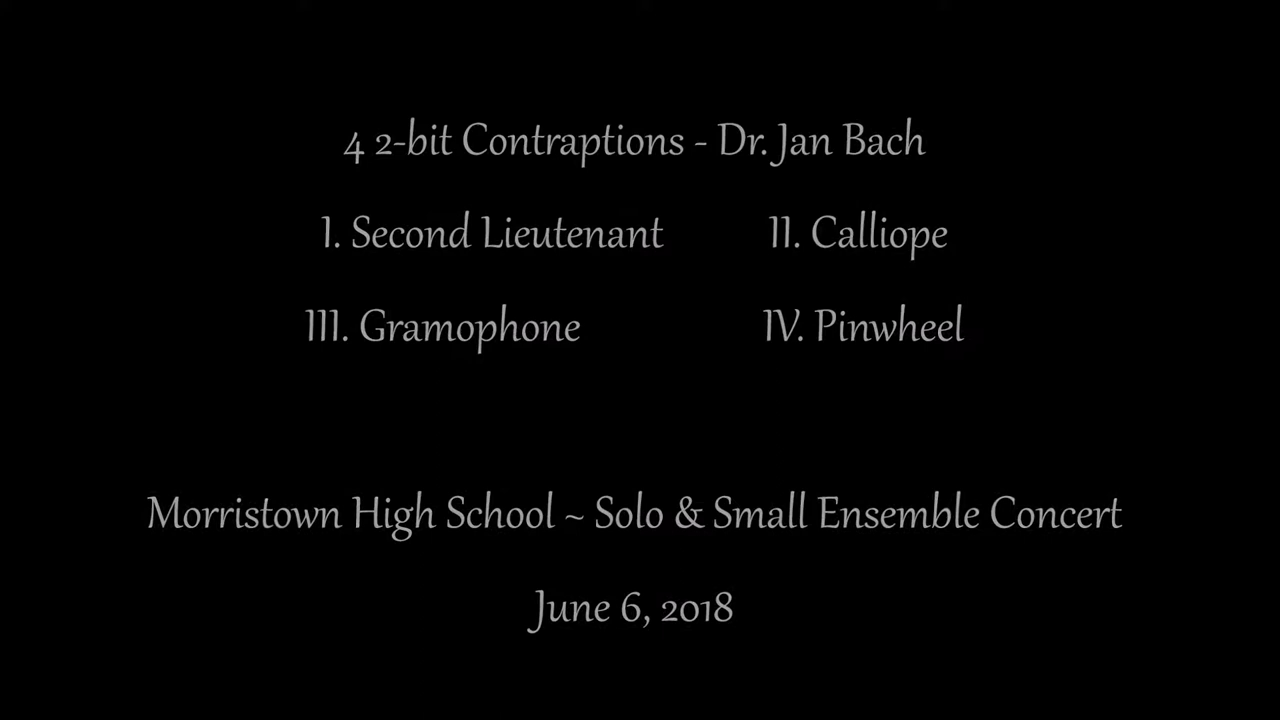 4 2-bit Contraptions - Dr. Jan Bach
I. Second Lieutenant II. Calliope
III. Gramophone IV. Pinwheel
Morristown High School ~ Solo & Small Ensemble Concert
June 6, 2018